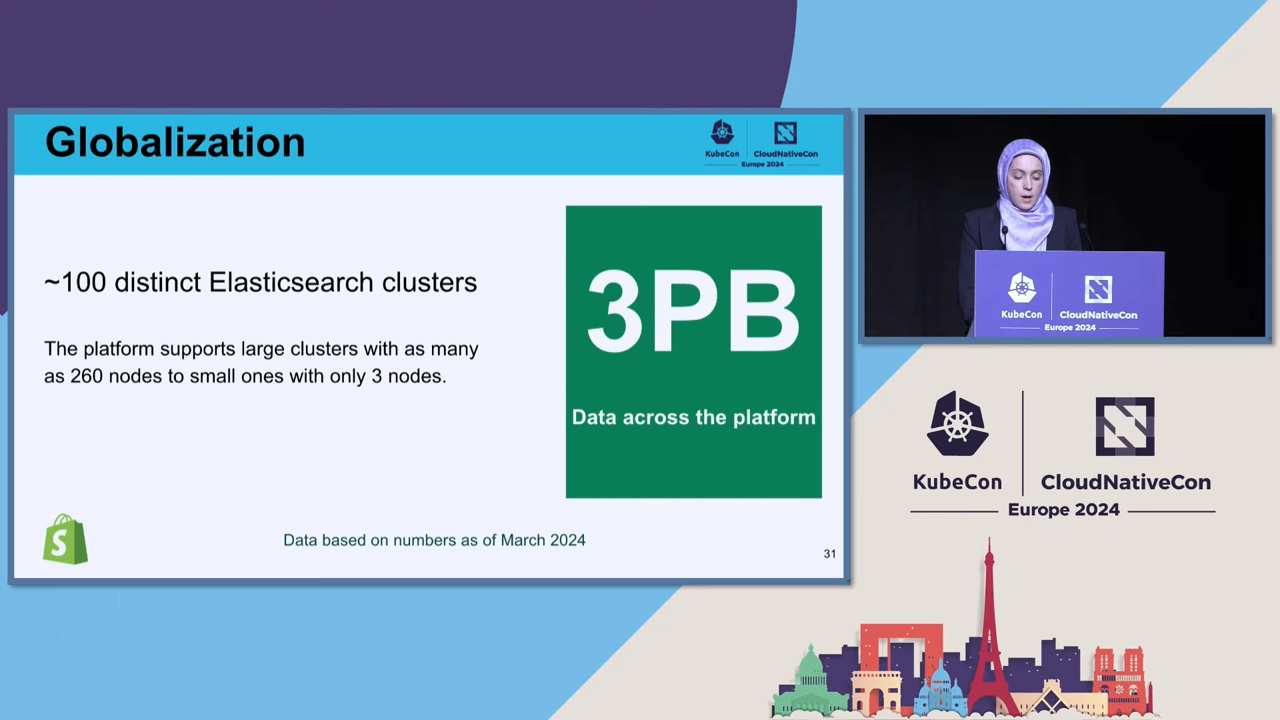 Globalization
KubeCon
CloudNativeCon
Europe 2024
~100 distinct Elasticsearch clusters
The platform supports large clusters with as many
as 260 nodes to small ones with only 3 nodes.
3PB
Data across the platform
S
Data based on numbers as of March 2024
31
KubeCon
CloudNativeCon
Europe 2024
KubeCon
CloudNativeCon
Europe 2024